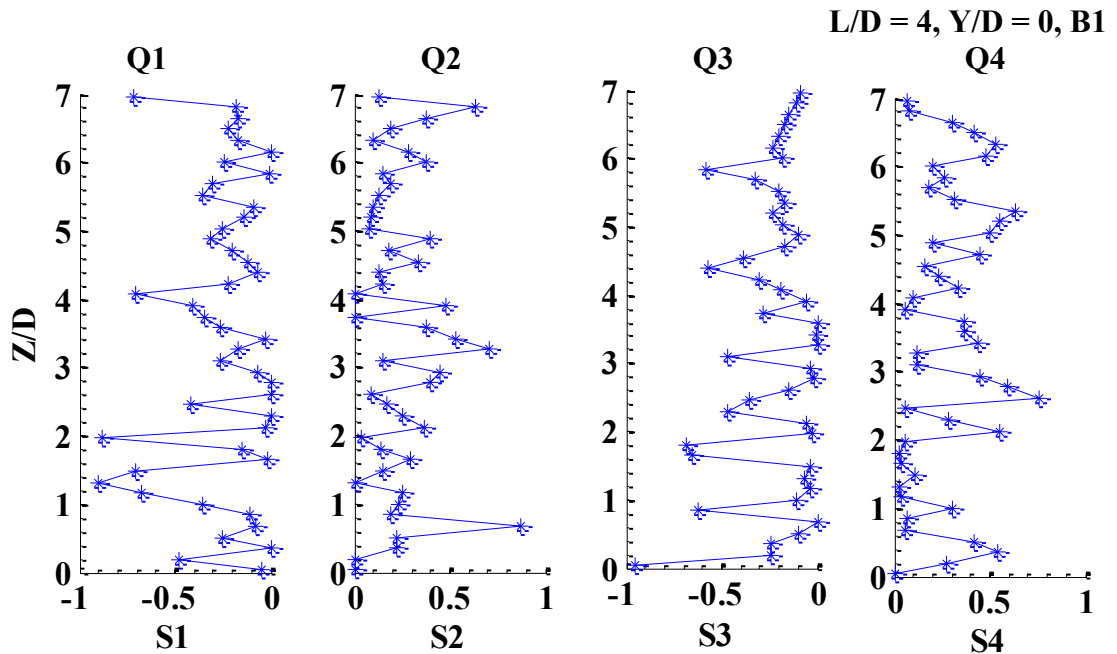 L/D = 4, Y/D = 0, B1
Q1 Q2 Q3 Q4
7 7 7 7
6 6 6 6
5 5 5 5
4 4 4 4
Z/D
3 3 3 3
2 2 2 2
1 1 1 1
0 0 0 0
-1 -0.5 0 0 0.5 1 -1 -0.5 0 0 0.5 1
S1 S2 S3 S4